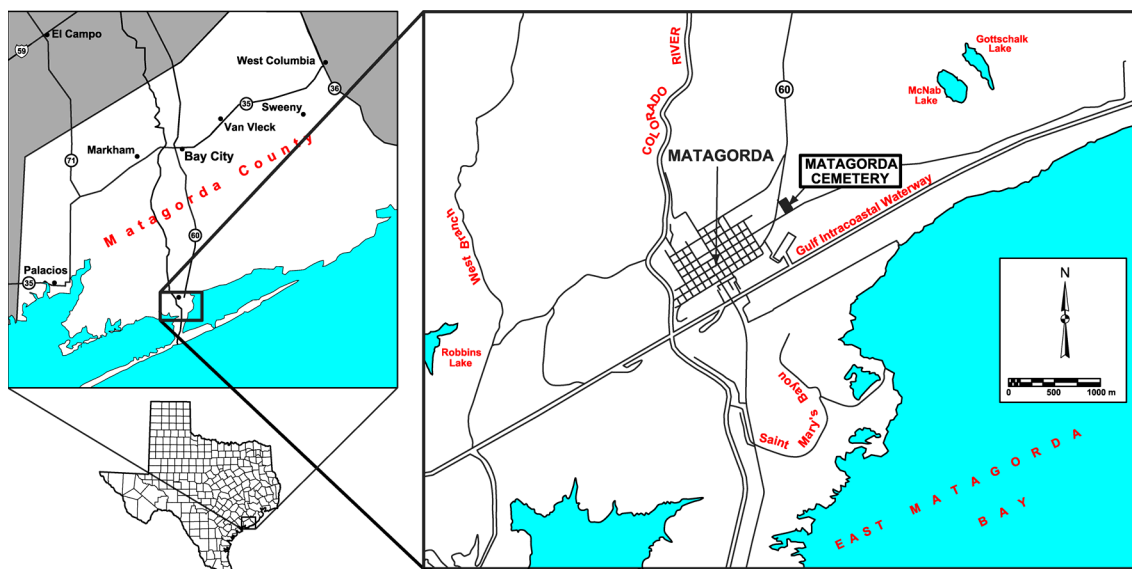 El Campo
59
West Columbia
36
35
Sweeny
Van Vleck
Markham
Bay City
71
Matagorda County
60
Palacios
35
COLORADO RIVER
60
Gottschalk
Lake
McNab
Lake
MATAGORDA
MATAGORDA
CEMETERY
Gulf Intracoastal Waterway
West Branch
Robbins
Lake
Saint Mary's Bayou
N
0 500 1000 m
EAST MATAGORDA
BAY